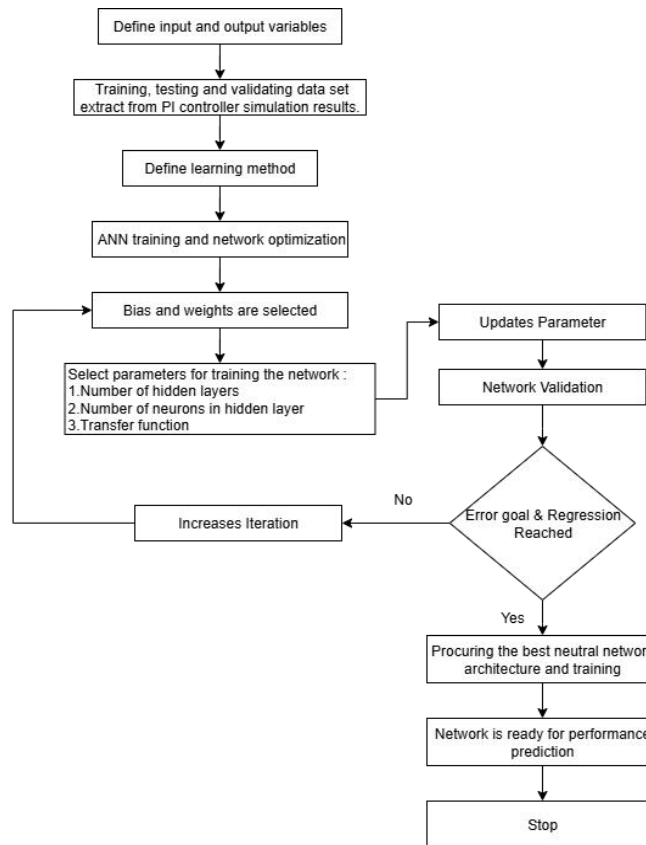 Define input and output variables
Training, testing and validating data set
extract from PI controller simulation results.
Define learning method
ANN training and network optimization
Bias and weights are selected
Select parameters for training the network :
1.Number of hidden layers
2.Number of neurons in hidden layer
3.Transfer function
Updates Parameter
Network Validation
Error goal & Regression
Reached
No
Increases Iteration
Yes
Procuring the best neutral network
architecture and training
Network is ready for performance
prediction
Stop